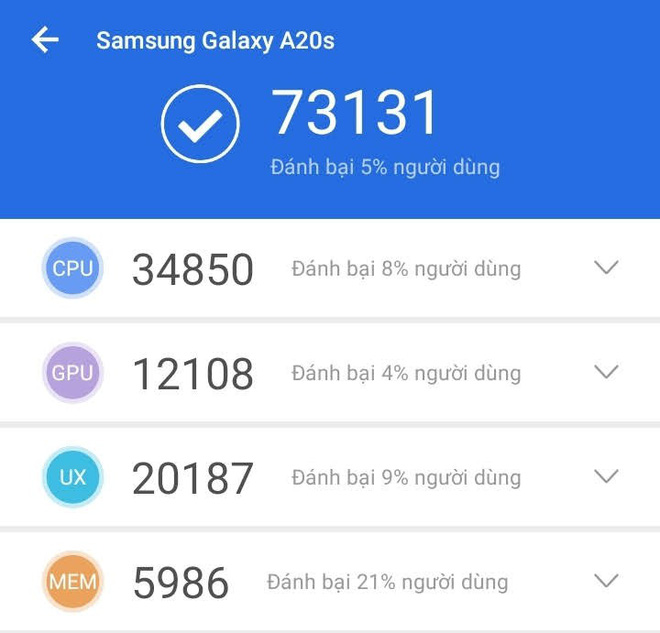 Samsung Galaxy A20s
73131
Đánh bại 5% người dùng
CPU 34850 Đánh bại 8% người dùng
GPU 12108 Đánh bại 4% người dùng
UX 20187 Đánh bại 9% người dùng
MEM 5986 Đánh bại 21% người dùng